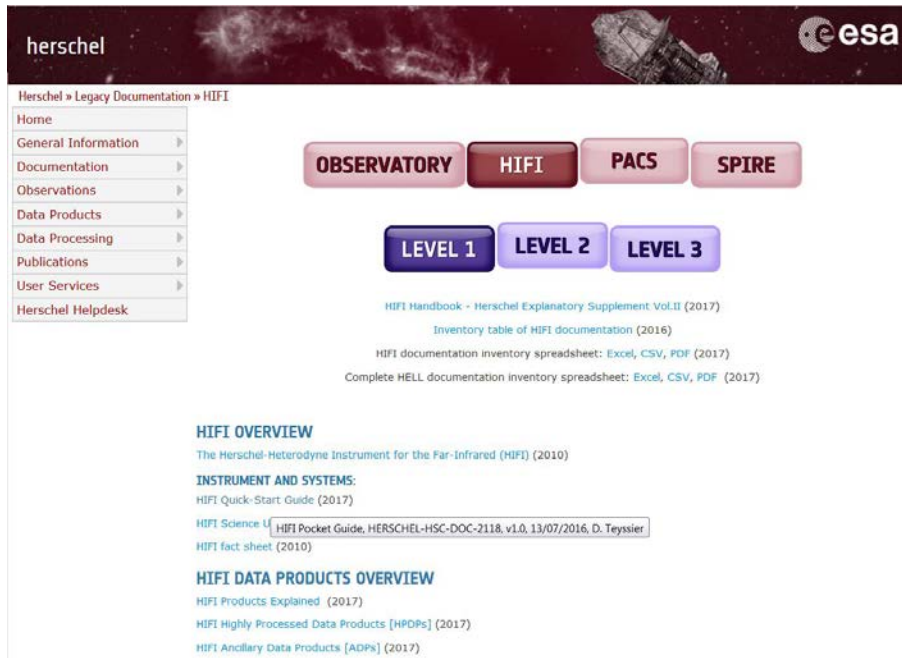 herschel
esa
Herschel » Legacy Documentation » HIFI
Home
General Information
Documentation
Observations
Data Products
Data Processing
Publications
User Services
Herschel Helpdesk
OBSERVATORY HIFI PACS SPIRE
LEVEL 1 LEVEL 2 LEVEL 3
HIFI Handbook - Herschel Explanatory Supplement Vol.II (2017)
Inventory table of HIFI documentation (2016)
HIFI documentation inventory spreadsheet: Excel, CSV, PDF (2017)
Complete HELL documentation inventory spreadsheet: Excel, CSV, PDF (2017)
HIFI OVERVIEW
The Herschel-Heterodyne Instrument for the Far-Infrared (HIFI) (2010)
INSTRUMENT AND SYSTEMS:
HIFI Quick-Start Guide (2017)
HIFI Science U
HIFI Pocket Guide, HERSCHEL-HSC-DOC-2118, v1.0, 13/07/2016, D. Teyssier
HIFI fact sheet (2010)
HIFI DATA PRODUCTS OVERVIEW
HIFI Products Explained (2017)
HIFI Highly Processed Data Products [HPDPs] (2017)
HIFI Ancillary Data Products [ADPs] (2017)